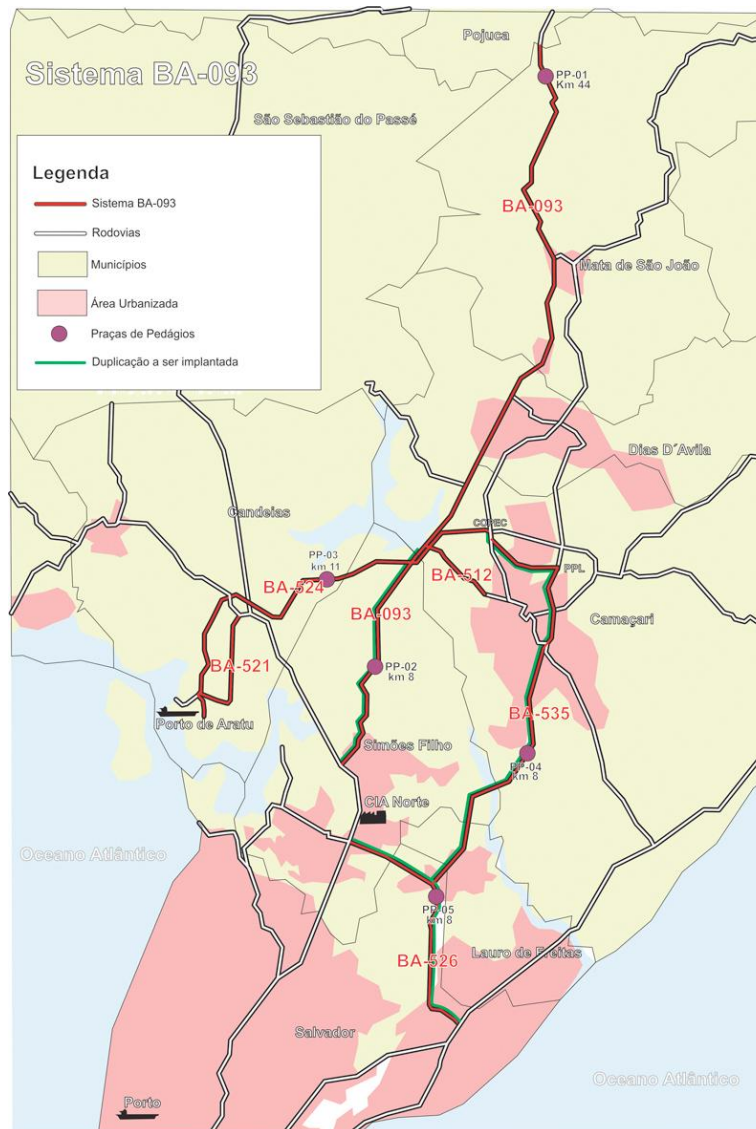 Pojuca
Sistema BA-093
PP-01
Km 44
São Sebastião do Passé
Legenda
Sistema BA-093
Rodovias
Municípios
Área Urbanizada
Praças de Pedágios
Duplicação a ser implantada
BA-093
Mata de São João
Dias D´Avila
Candeias
COPEC
PP-03
km 11
BA-524
BA-512
PPL
BA-093
Camaçari
BA-521
PP-02
km 8
Porto de Aratu
BA-535
Simões Filho
PP-04
km 8
CIA Norte
Oceano Atlântico
PP-05
km 8
BA-526
Lauro de Freitas
Salvador
Oceano Atlântico
Porto